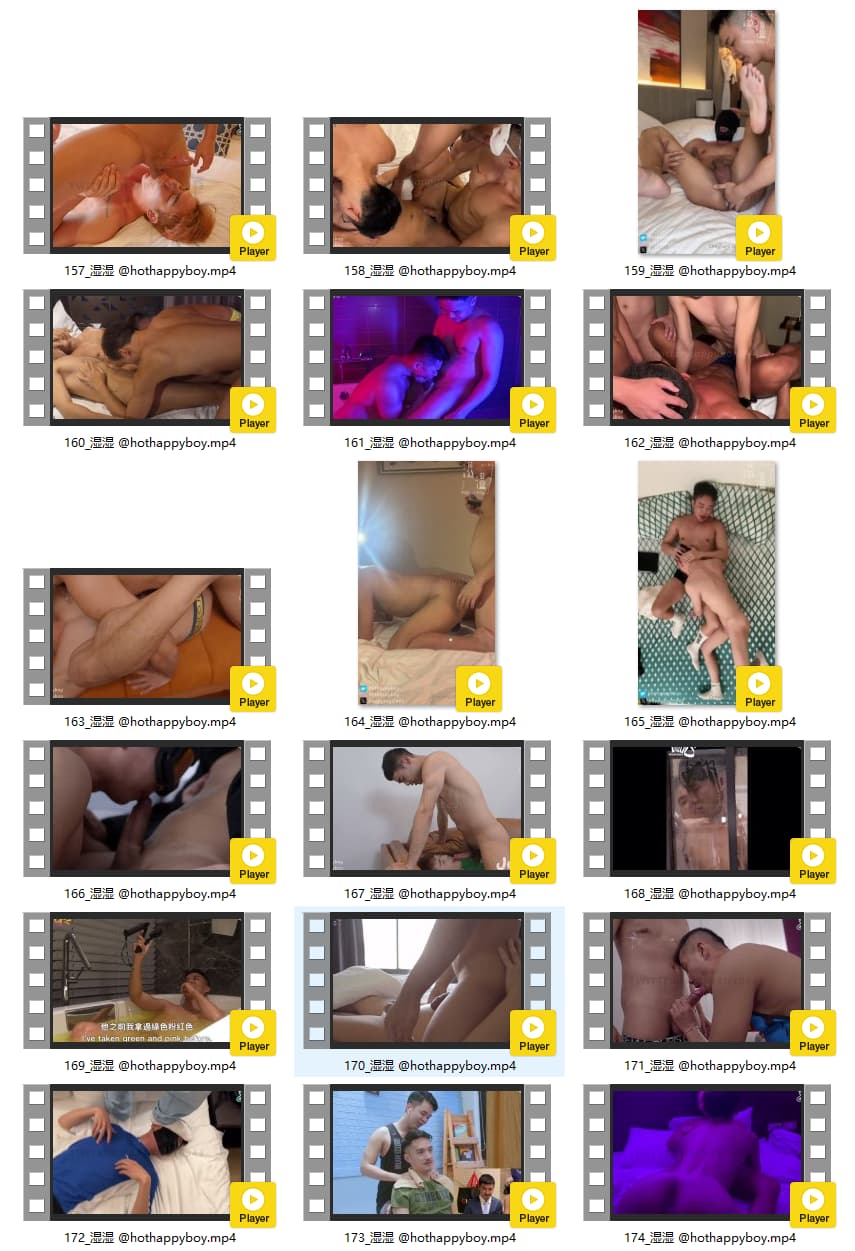 Player
157_湿湿 @hothappyboy.mp4
Player
158_湿湿 @hothappyboy.mp4
Player
159_湿湿 @hothappyboy.mp4
Player
160_湿湿 @hothappyboy.mp4
Player
161_湿湿 @hothappyboy.mp4
Player
162_湿湿 @hothappyboy.mp4
Player
163_湿湿 @hothappyboy.mp4
Player
164_湿湿 @hothappyboy.mp4
Player
165_湿湿 @hothappyboy.mp4
Player
166_湿湿 @hothappyboy.mp4
Player
167_湿湿 @hothappyboy.mp4
Player
168_湿湿 @hothappyboy.mp4
他之前我拿過綠色粉紅色
I've taken green and pink before
Player
169_湿湿 @hothappyboy.mp4
Player
170_湿湿 @hothappyboy.mp4
Player
171_湿湿 @hothappyboy.mp4
Player
172_湿湿 @hothappyboy.mp4
Player
173_湿湿 @hothappyboy.mp4
Player
174_湿湿 @hothappyboy.mp4